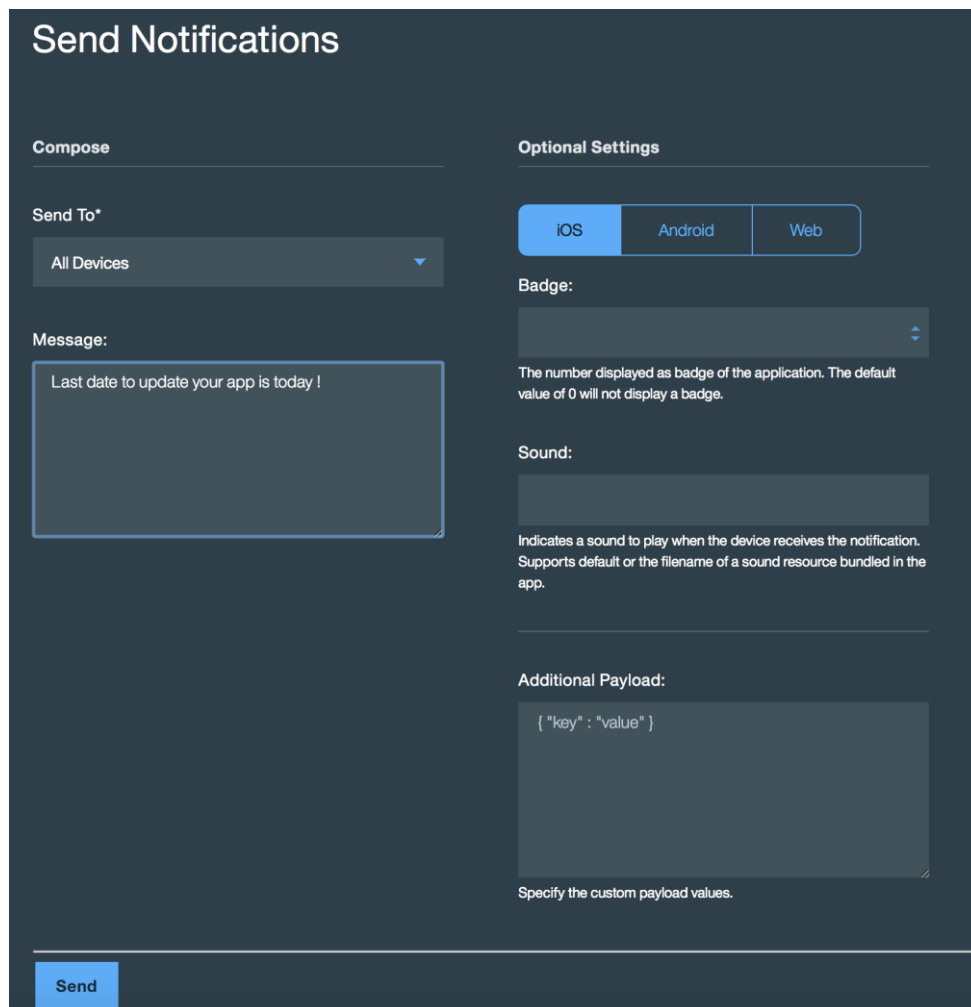 Send Notifications
Compose
Send To*
All Devices
Message:
Last date to update your app is today !
Optional Settings
iOS
Android
Web
Badge:
The number displayed as badge of the application. The default
value of 0 will not display a badge.
Sound:
Indicates a sound to play when the device receives the notification.
Supports default or the filename of a sound resource bundled in the
app.
Additional Payload:
{ "key" : "value" }
Specify the custom payload values.
Send